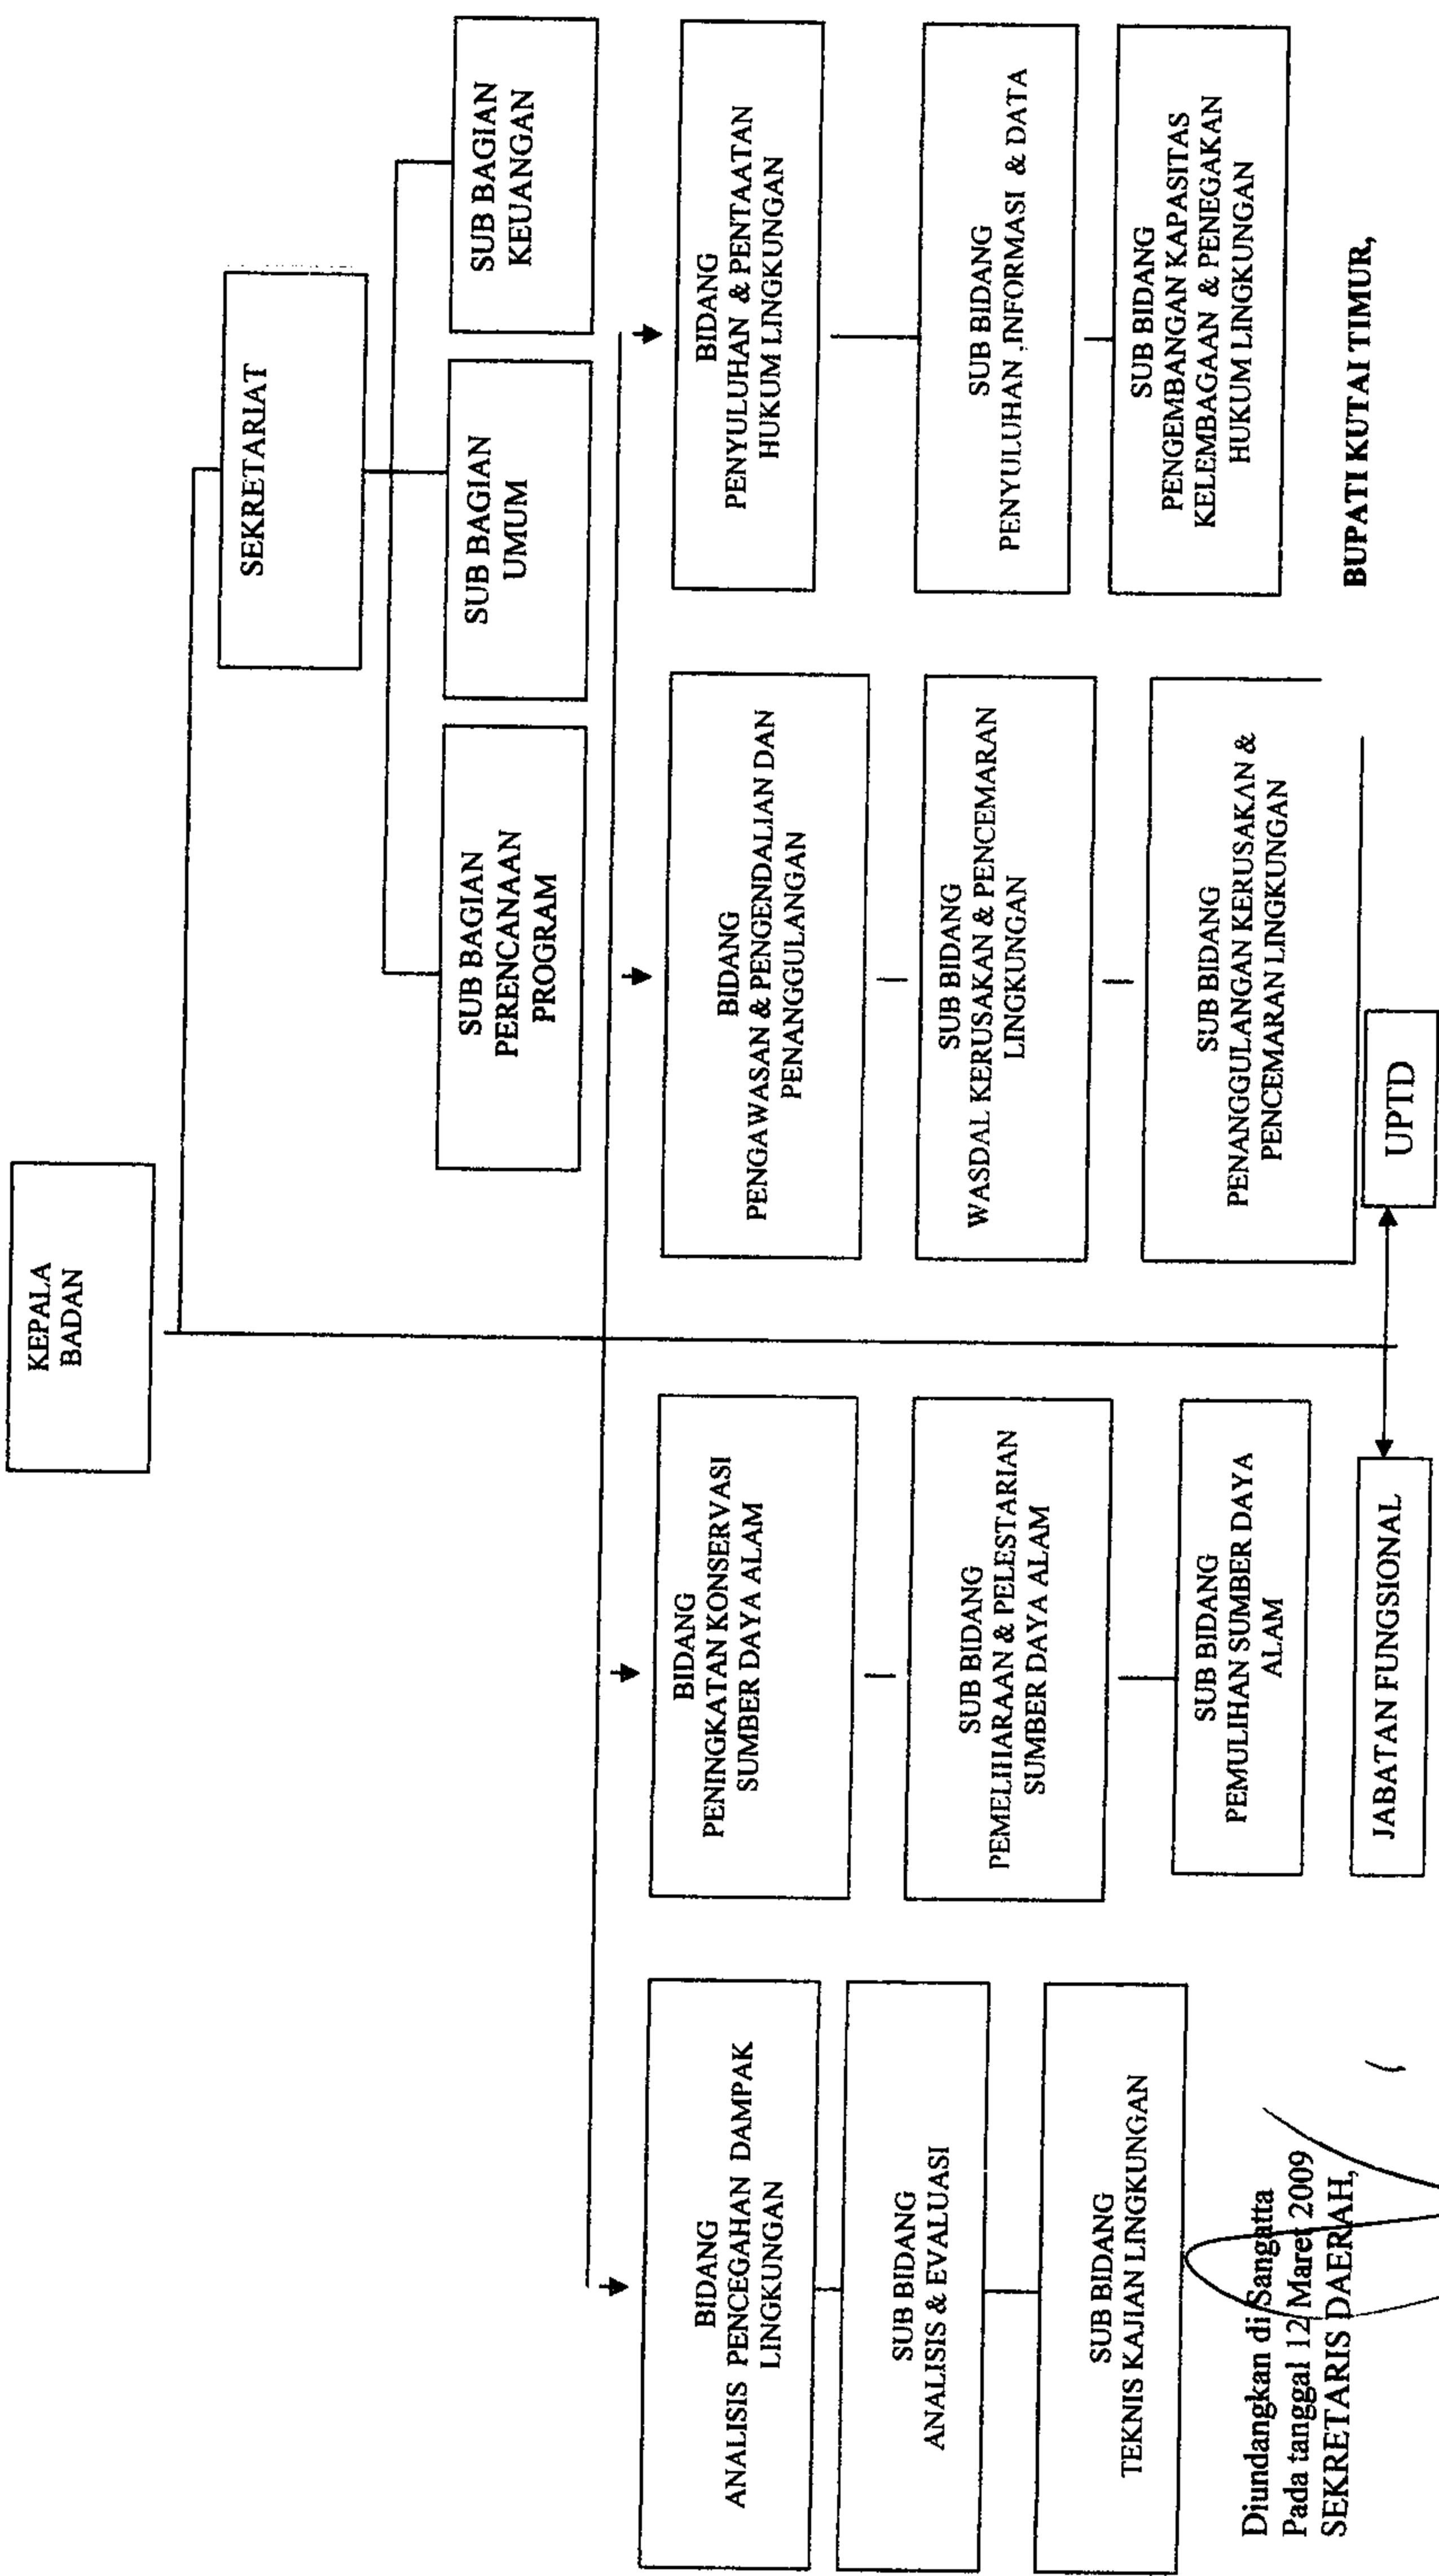 KEPALA
BADAN
SEKRETARIAT
SUB BAGIAN
PERENCANAAN
PROGRAM
SUB BAGIAN
UMUM
SUB BAGIAN
KEUANGAN
BIDANG
ANALISIS PENCEGAHAN DAMPAK
LINGKUNGAN
SUB BIDANG
ANALISIS & EVALUASI
SUB BIDANG
TEKNIS KAJIAN LINGKUNGAN
BIDANG
PENINGKATAN KONSERVASI
SUMBER DAYA ALAM
SUB BIDANG
PEMELIHARAAN & PELESTARIAN
SUMBER DAYA ALAM
SUB BIDANG
PEMULIHAN SUMBER DAYA
ALAM
BIDANG
PENGAWASAN & PENGENDALIAN DAN
PENANGGULANGAN
SUB BIDANG
WASDAL KERUSAKAN & PENCEMARAN
LINGKUNGAN
SUB BIDANG
PENANGGULANGAN KERUSAKAN &
PENCEMARAN LINGKUNGAN
BIDANG
PENYULUHAN & PENTAATAN
HUKUM LINGKUNGAN
SUB BIDANG
PENYULUHAN ,INFORMASI & DATA
SUB BIDANG
PENGEMBANGAN KAPASITAS
KELEMBAGAAN & PENEGAKAN
HUKUM LINGKUNGAN
JABATAN FUNGSIONAL
UPTD
BUPATI KUTAI TIMUR,
Diundangkan di Sangatta
Pada tanggal 12 Maret 2009
SEKRETARIS DAERAH,